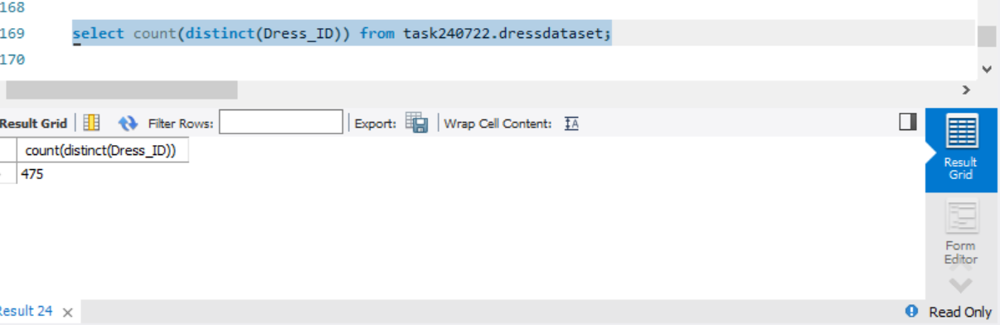 168
169 select count(distinct(Dress_ID)) from task240722.dressdataset;
170
Result Grid Filter Rows: Export: Wrap Cell Content: IA
count(distinct(Dress_ID))
475
Result
Grid
Form
Editor
Result 24 × Read Only